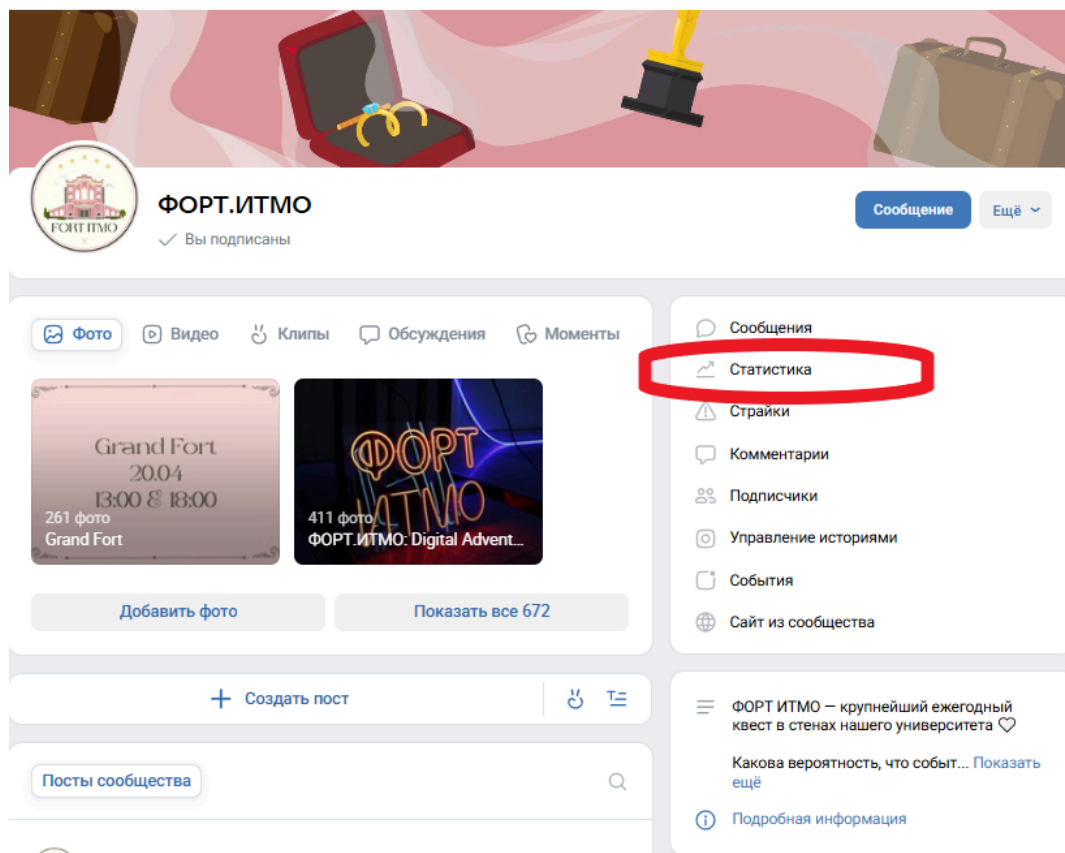 FORT ITMO
ФОРТ.ИТМО
Вы подписаны
Сообщение
Ещё
Фото
Видео
Клипы
Обсуждения
Моменты
Grand Fort
20.04
13:00 & 18:00
261 фото
Grand Fort
ФОРТ
ИТМО
411 фото
ФОРТ.ИТМО: Digital Advent...
Добавить фото
Показать все 672
Создать пост
Посты сообщества
Сообщения
Статистика
Страйки
Комментарии
Подписчики
Управление историями
События
Сайт из сообщества
ФОРТ ИТМО — крупнейший ежегодный
квест в стенах нашего университета ♡
Какова вероятность, что событ... Показать
ещё
Подробная информация